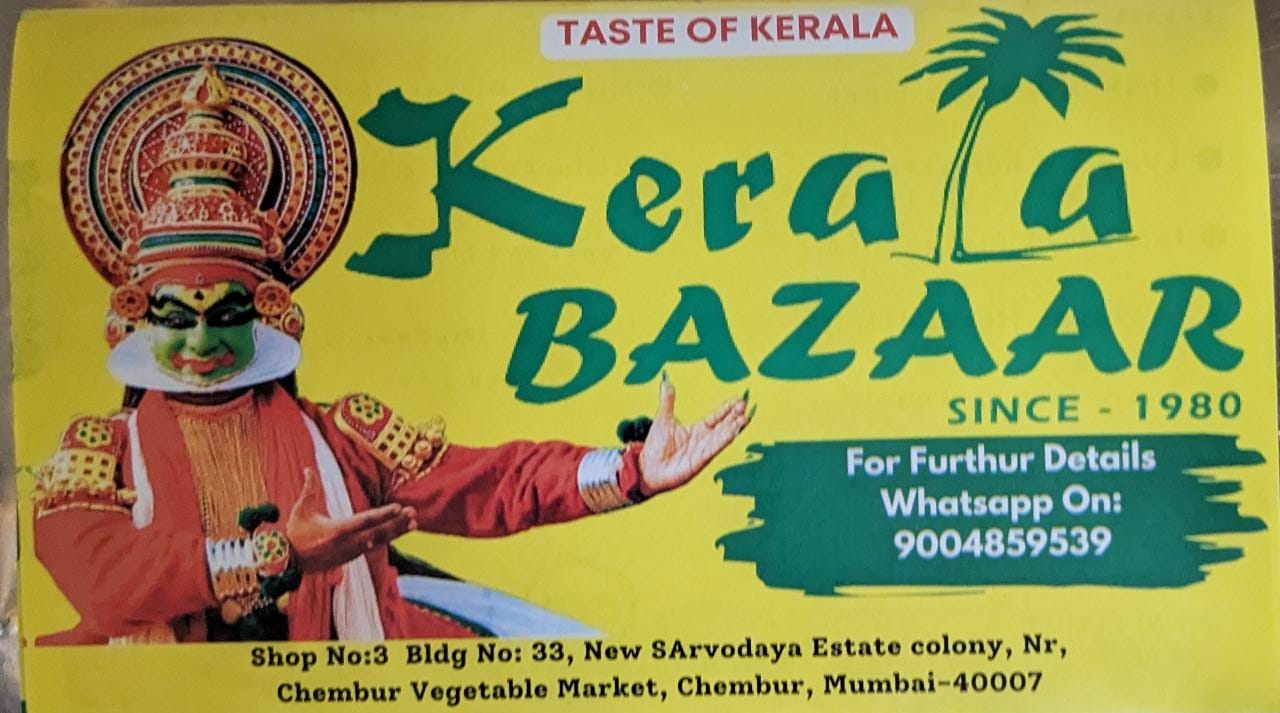 TASTE OF KERALA
Kerala
BAZAAR
SINCE - 1980
For Furthur Details
Whatsapp On:
9004859539
Shop No:3 Bldg No: 33, New SArvodaya Estate colony, Nr,
Chembur Vegetable Market, Chembur, Mumbai-40007